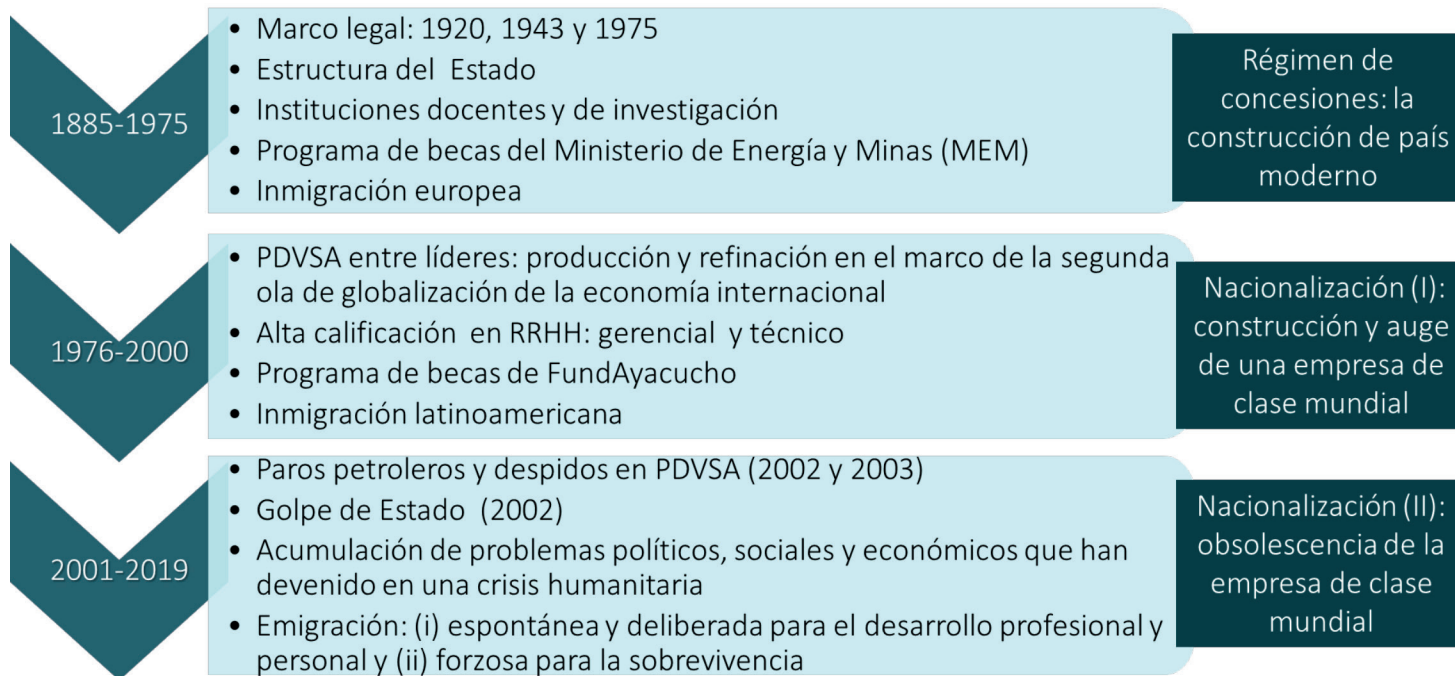 1885-1975
• Marco legal: 1920, 1943 y 1975
• Estructura del Estado
• Instituciones docentes y de investigación
• Programa de becas del Ministerio de Energía y Minas (MEM)
• Inmigración europea
Régimen de
concesiones: la
construcción de país
moderno
1976-2000
• PDVSA entre líderes: producción y refinación en el marco de la segunda
ola de globalización de la economía internacional
• Alta calificación en RRHH: gerencial y técnico
• Programa de becas de FundAyacucho
• Inmigración latinoamericana
Nacionalización (I):
construcción y auge
de una empresa de
clase mundial
2001-2019
• Paros petroleros y despidos en PDVSA (2002 y 2003)
• Golpe de Estado (2002)
• Acumulación de problemas políticos, sociales y económicos que han
devenido en una crisis humanitaria
• Emigración: (i) espontánea y deliberada para el desarrollo profesional y
personal y (ii) forzosa para la sobrevivencia
Nacionalización (II):
obsolescencia de la
empresa de clase
mundial